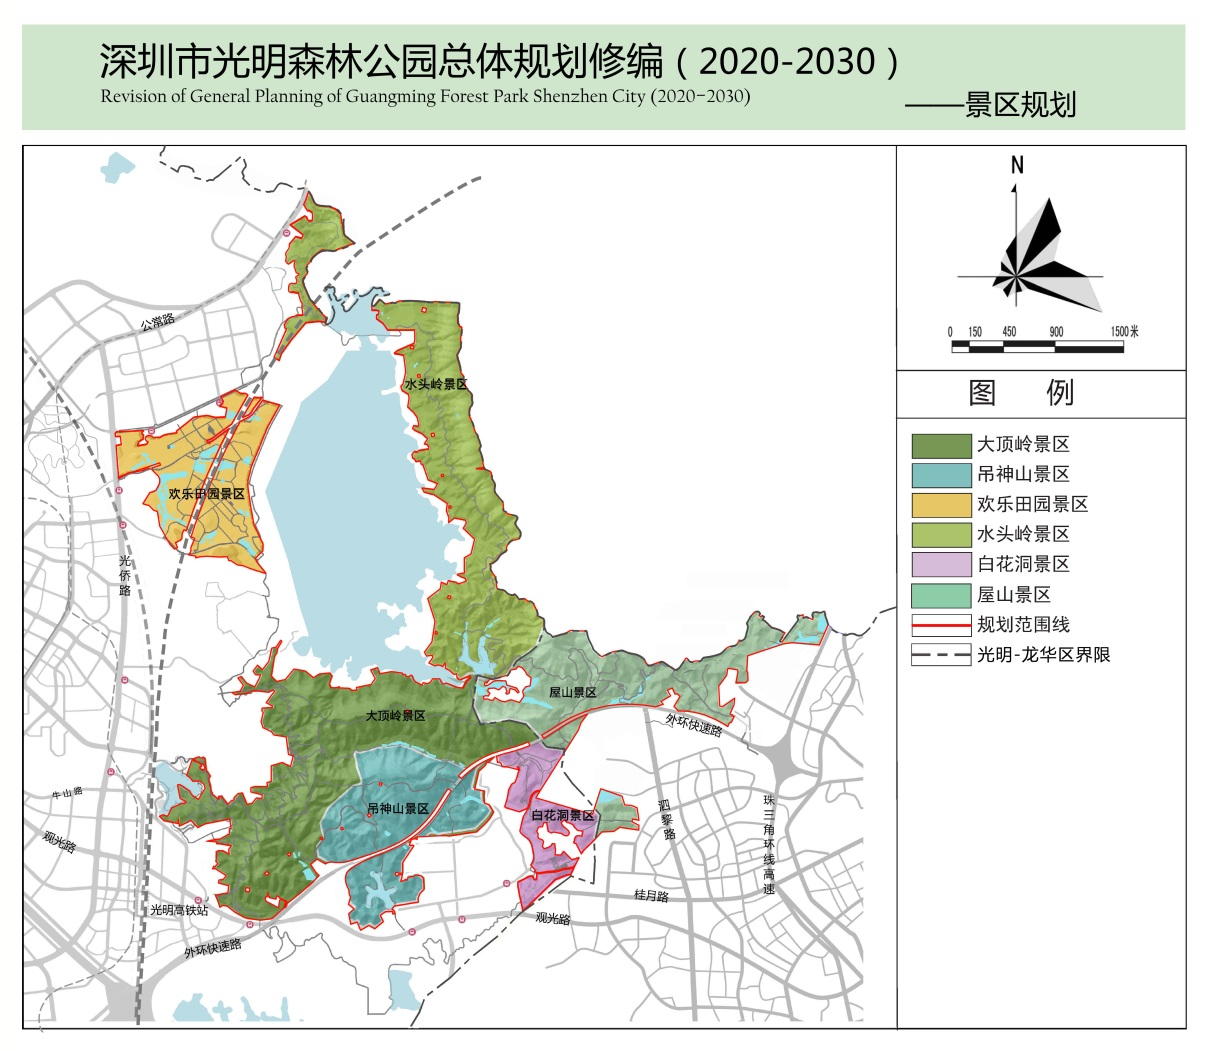 深圳市光明森林公园总体规划修编（2020-2030）
Revision of General Planning of Guangming Forest Park Shenzhen City (2020-2030)
——景区规划
N
0 150 450 900 1500米
图 例
大顶岭景区
吊神山景区
欢乐田园景区
水头岭景区
白花洞景区
屋山景区
规划范围线
光明-龙华区界限
公常路
水头岭景区
欢乐田园景区
光侨路
屋山景区
大顶岭景区
外环快速路
牛山路
吊神山景区
白花洞景区
泗黎路
珠三角环线高速
观光路
桂月路
光明高铁站
观光路
外环快速路